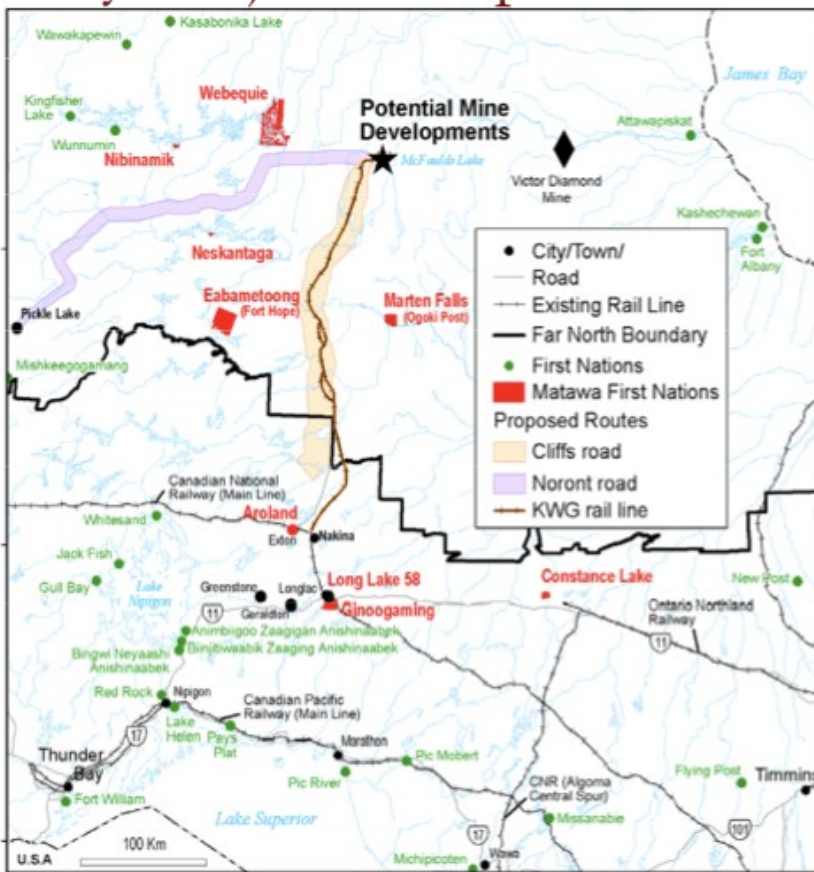 Kasabonika Lake
Wawakapewin
James Bay
Webequie
Kingfisher
Lake
Potential Mine
Developments
Attawapiskat
Wunnumin
Nibinamik
McFaulds Lake
Victor Diamond
Mine
Kashechewan
Fort
Albany
Neskantaga
Eabametoong
(Fort Hope)
Marten Falls
(Ogoki Post)
Pickle Lake
Mishkeegogamang
City/Town/
Road
Existing Rail Line
Far North Boundary
First Nations
Matawa First Nations
Proposed Routes
Cliffs road
Noront road
KWG rail line
Canadian National
Railway (Main Line)
Whitesand
Aroland
Exton
Nakina
Jack Fish
Gull Bay
Lake
Nipigon
Greenstone
Longlac
Geraldton
Long Lake 58
Ginoogaming
Constance Lake
New Post
Ontario Northland
Railway
11
11
Animbiigoo Zaagigan Anishinaabek
Biinjitiwaabik Zaaging Anishinaabek
Bingwi Neyaashi
Anishinaabek
Red Rock
Nipigon
Lake
Helen
Pays
Plat
Canadian Pacific
Railway (Main Line)
17
Thunder
Bay
Fort William
Marathon
Pic River
Pic Mobert
Flying Post
Timmins
CNR (Algoma
Central Spur)
Missanabie
Lake Superior
101
17
Wawa
Michipicoten
U.S.A
100 Km